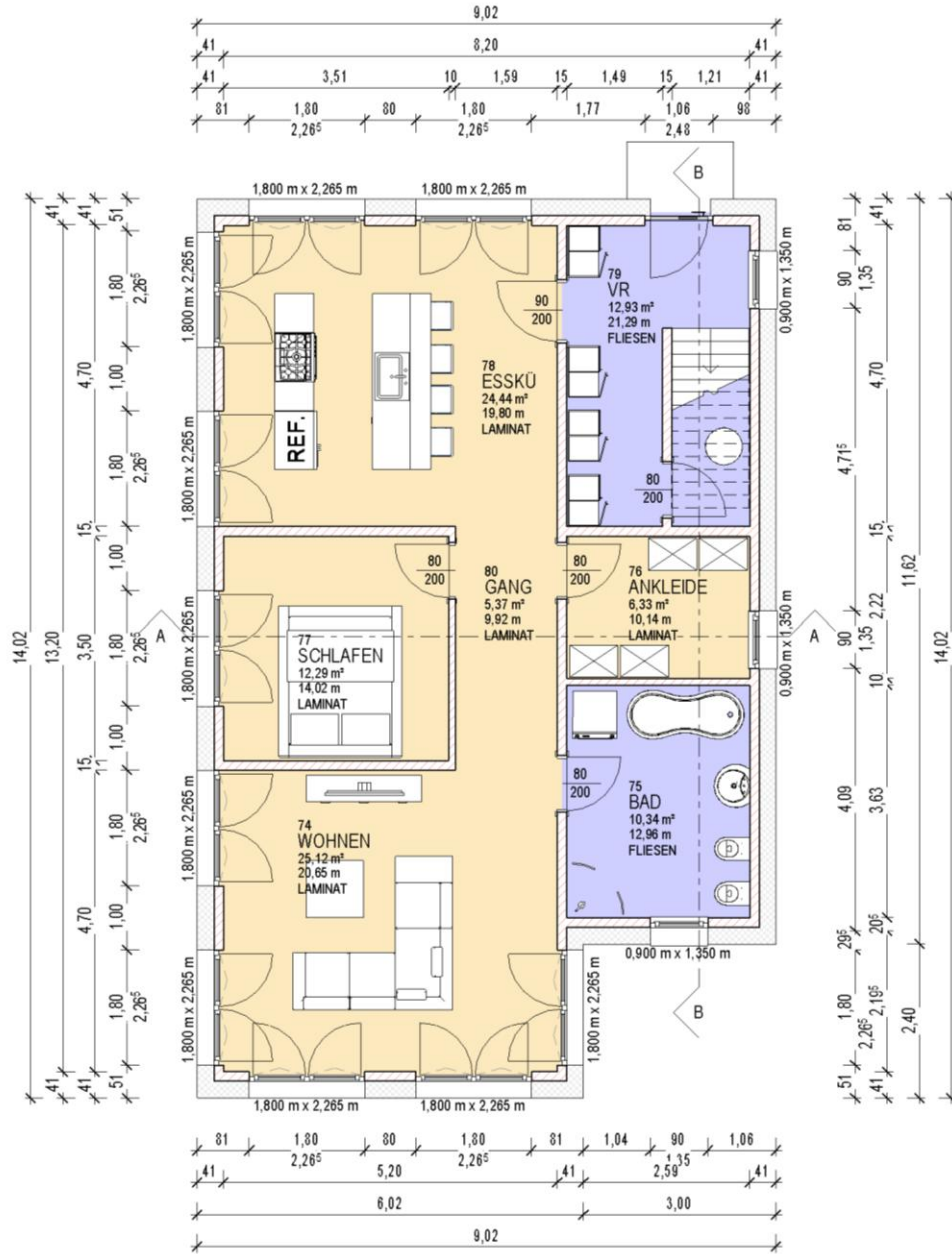 9,02
41 8,20 41
41 3,51 10 1,59 15 1,49 15 1,21 41
81 1,80 80 1,80 1,77 1,06 98
2,26⁵ 2,26⁵ 2,48
1,800 m x 2,265 m 1,800 m x 2,265 m
B
14,02
41 13,20 41
41 4,70 15, 3,50 15, 4,70 41
51 1,80 1,00 1,80 1,00 1,80 1,00 1,80 1,00 1,80 51
2,26⁵ 2,26⁵ 2,26⁵ 2,26⁵ 2,26⁵
1,800 m x 2,265 m
1,800 m x 2,265 m
1,800 m x 2,265 m
1,800 m x 2,265 m
1,800 m x 2,265 m
REF.
78
ESSKÜ
24,44 m²
19,80 m
LAMINAT
90
200
79
VR
12,93 m²
21,29 m
FLIESEN
80
200
80
200
80
GANG
5,37 m²
9,92 m
LAMINAT
80
200
76
ANKLEIDE
6,33 m²
10,14 m
LAMINAT
A
A
77
SCHLAFEN
12,29 m²
14,02 m
LAMINAT
74
WOHNEN
25,12 m²
20,65 m
LAMINAT
80
200
75
BAD
10,34 m²
12,96 m
FLIESEN
0,900 m x 1,350 m
0,900 m x 1,350 m
0,900 m x 1,350 m
1,800 m x 2,265 m
B
81 90 4,71⁵ 90 4,09 29⁵ 1,80 51
1,35 1,35 2,26⁵
41 4,70 15, 2,22 10 3,63 20⁵ 2,19⁵ 41
11,62 2,40
14,02
1,800 m x 2,265 m 1,800 m x 2,265 m
81 1,80 80 1,80 81 1,04 90 1,06
2,26⁵ 2,26⁵ 1,35
41 5,20 41 2,59 41
6,02 3,00
9,02